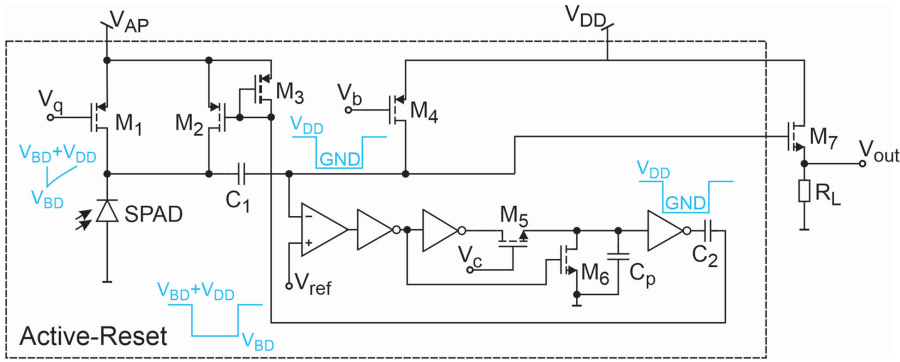 V_AP
V_DD
V_q
M_1
M_2
M_3
V_b
M_4
M_7
V_out
V_DD
GND
V_BD+V_DD
V_BD
C_1
SPAD
V_DD
GND
R_L
−
+
M_5
V_c
M_6
C_p
C_2
V_ref
V_BD+V_DD
V_BD
Active-Reset